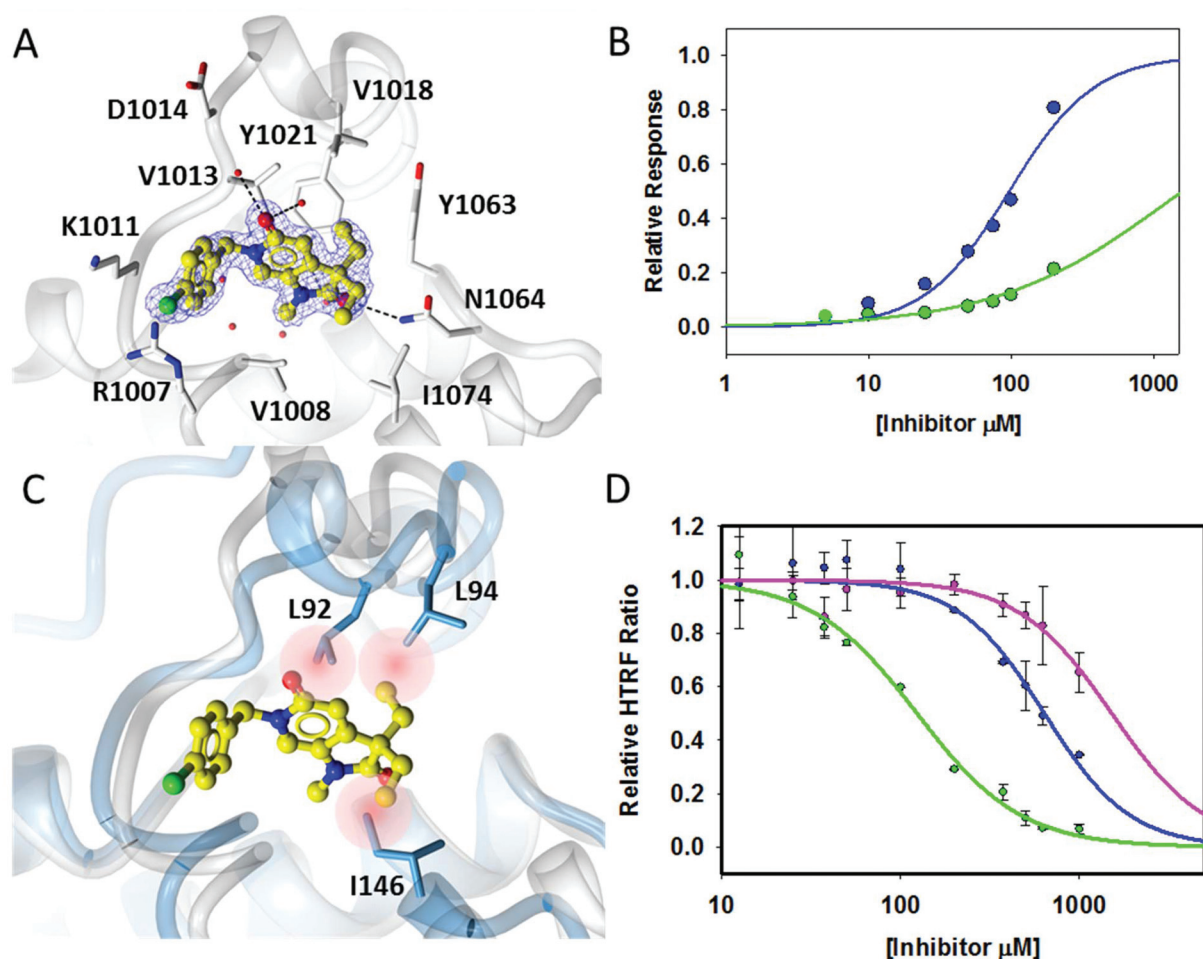 A
D1014
V1018
Y1021
V1013
K1011
Y1063
N1064
R1007
V1008
I1074
B
Relative Response
1.0
0.8
0.6
0.4
0.2
0.0
1 10 100 1000
[Inhibitor μM]
C
L92
L94
I146
D
Relative HTRF Ratio
1.2
1.0
0.8
0.6
0.4
0.2
0.0
10 100 1000
[Inhibitor μM]